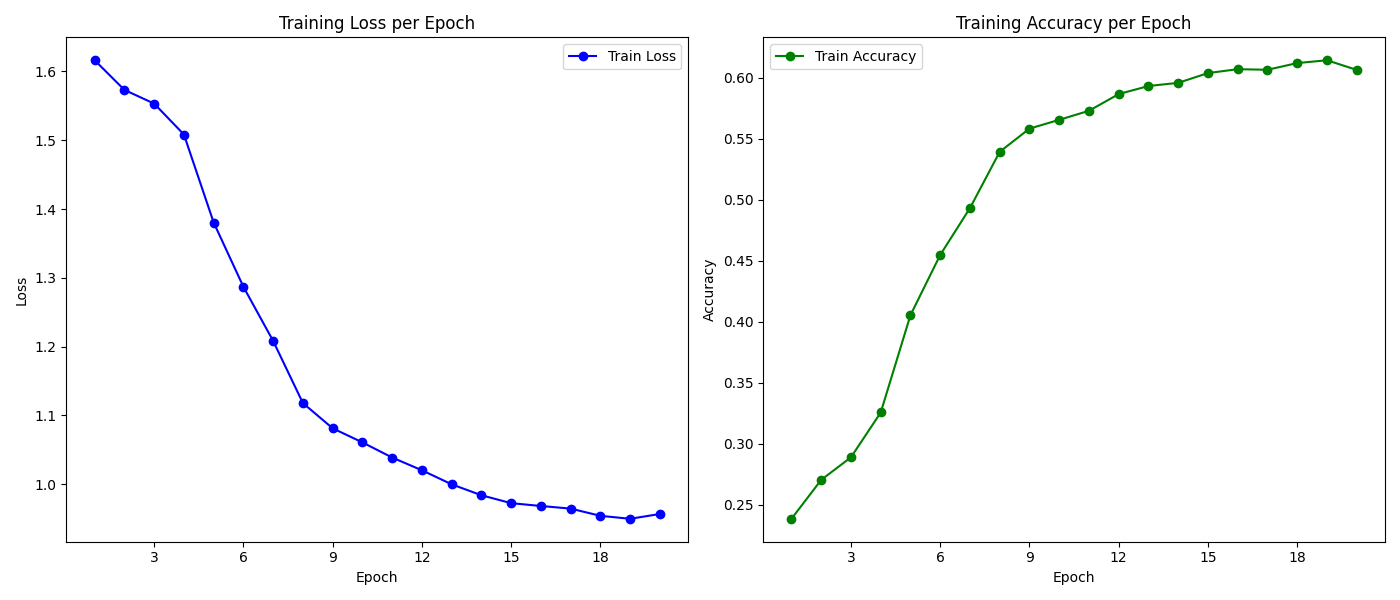 Training Loss per Epoch
Train Loss
1.6
1.5
1.4
1.3
1.2
1.1
1.0
Loss
3 6 9 12 15 18
Epoch
Training Accuracy per Epoch
Train Accuracy
0.60
0.55
0.50
0.45
0.40
0.35
0.30
0.25
Accuracy
3 6 9 12 15 18
Epoch